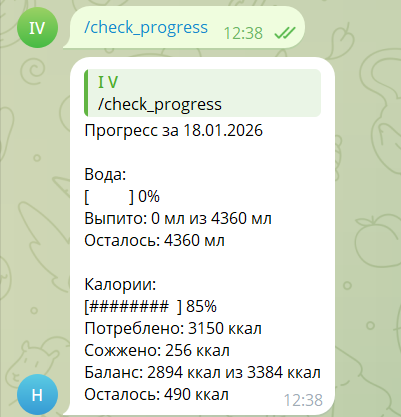 IV
/check_progress
12:38
I V
/check_progress
Прогресс за 18.01.2026
Вода:
[          ] 0%
Выпито: 0 мл из 4360 мл
Осталось: 4360 мл
Калории:
[########  ] 85%
Потреблено: 3150 ккал
Сожжено: 256 ккал
Баланс: 2894 ккал из 3384 ккал
Осталось: 490 ккал
12:38
Н